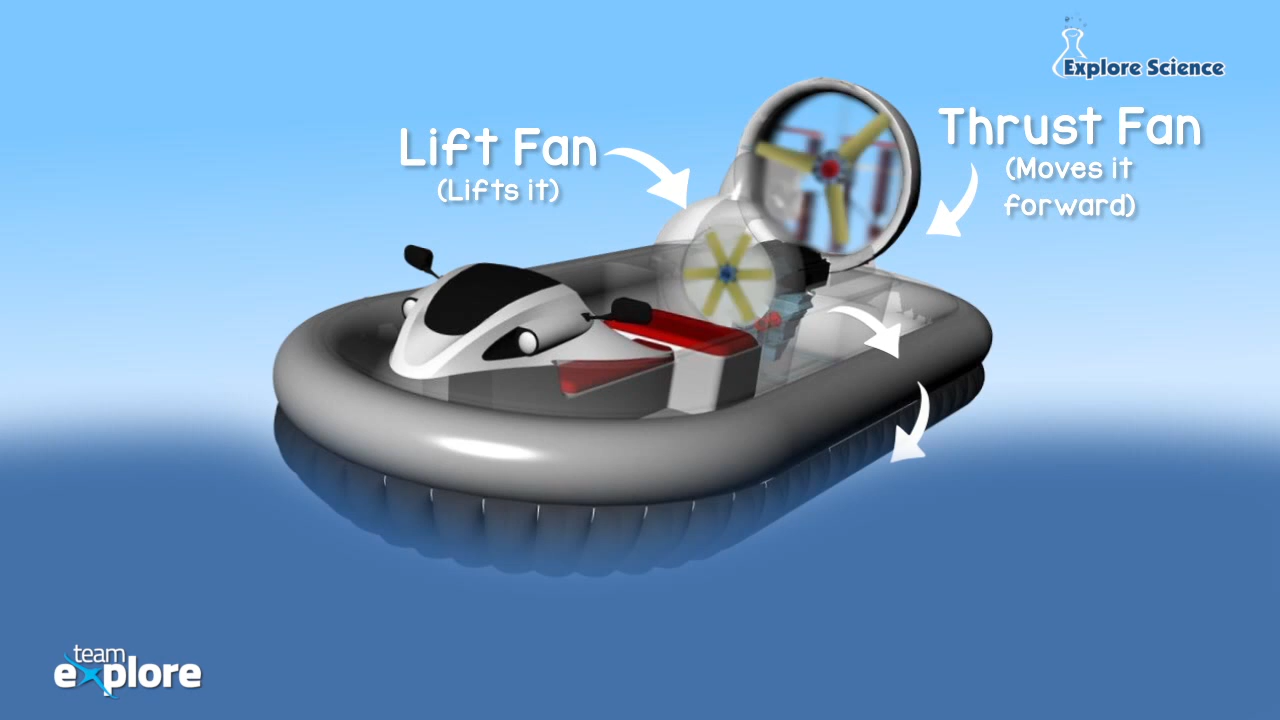 Explore Science
Lift Fan
(Lifts it)
Thrust Fan
(Moves it
forward)
team
explore